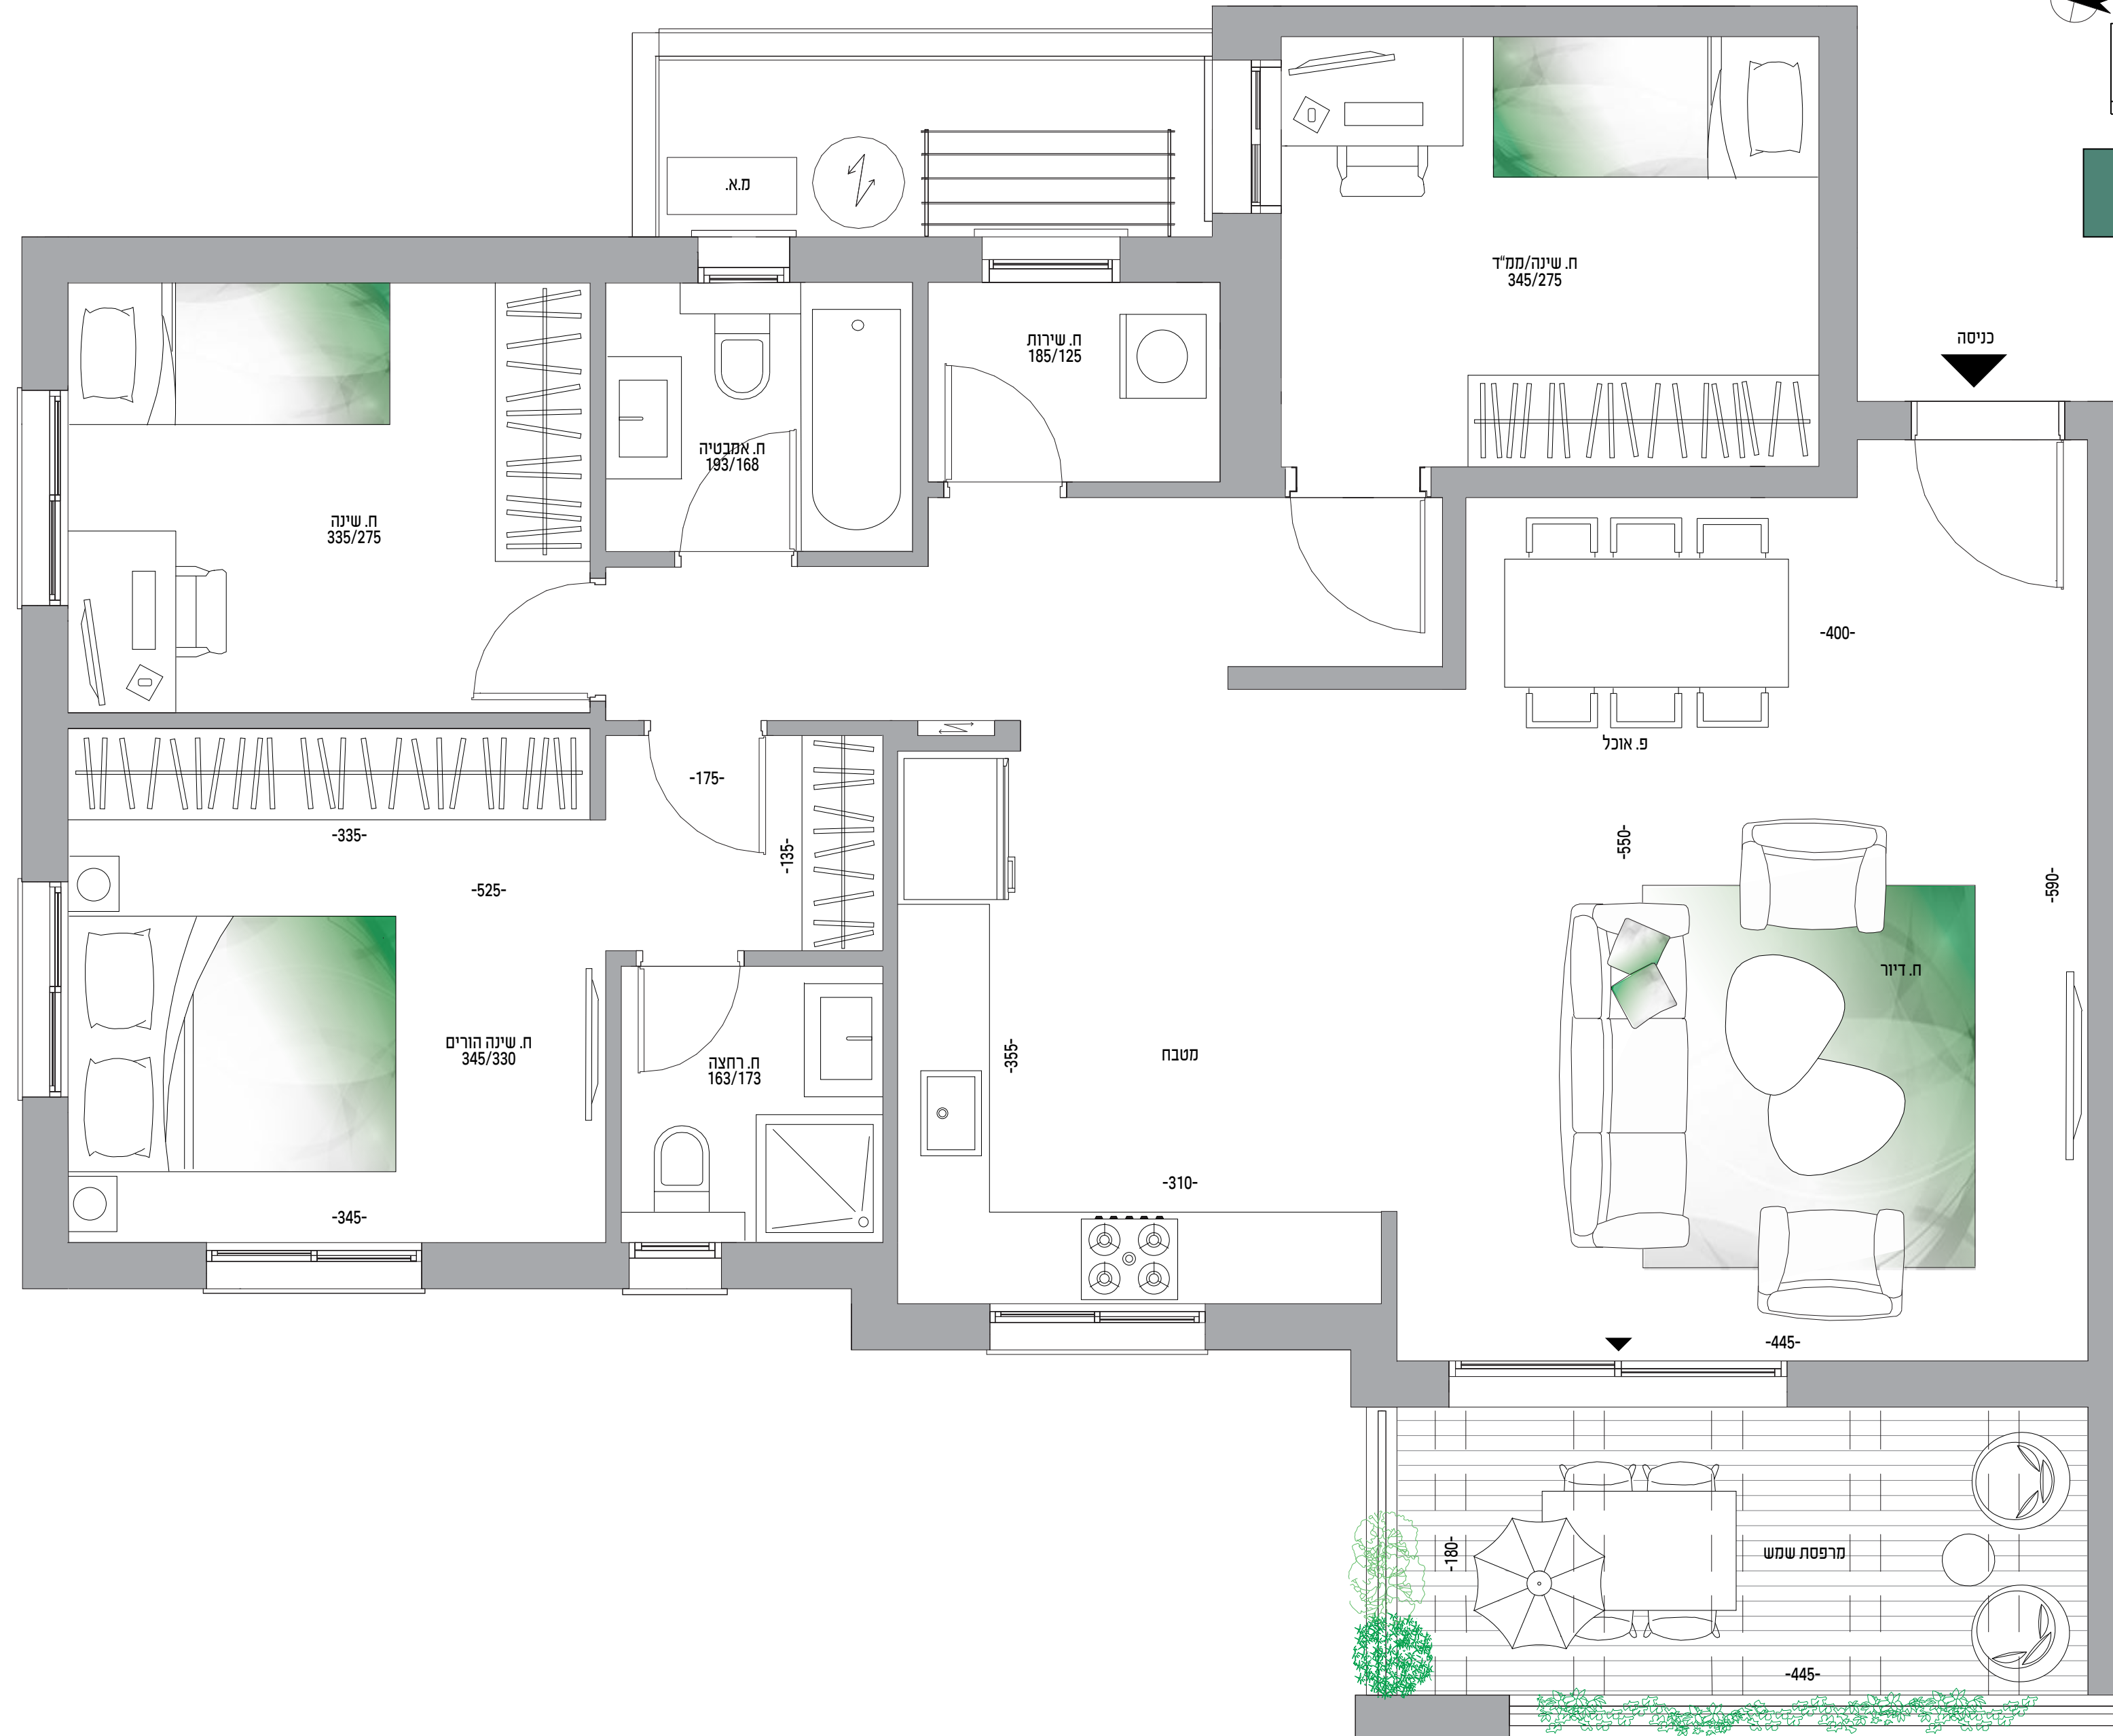 מ.א.
ח. שינה/ממ"ד
345/275
כניסה
ח. שירות
185/125
ח. אמבטיה
193/168
ח. שינה
335/275
-400-
פ. אוכל
-175-
-335-
-135-
-550-
-590-
-525-
ח. דיור
ח. שינה הורים
345/330
ח. רחצה
163/173
-355-
מטבח
-310-
-345-
-445-
-180-
מרפסת שמש
-445-